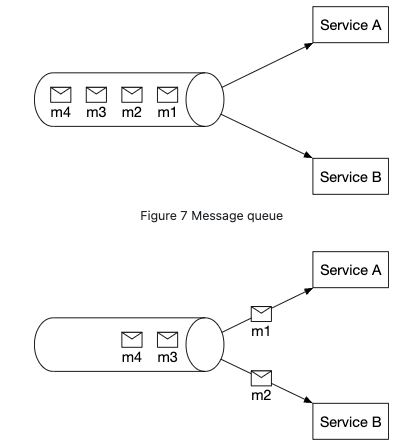 Service A
m4 m3 m2 m1
Service B
Figure 7 Message queue
Service A
m1
m4 m3
m2
Service B